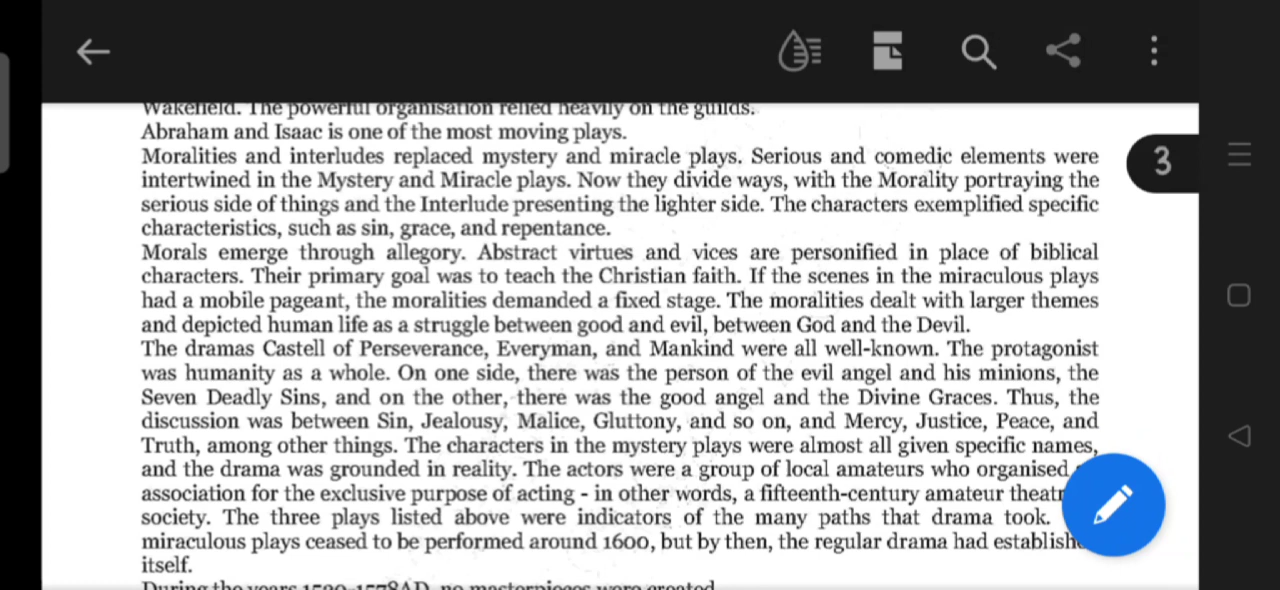 Wakefield. The powerful organisation relied heavily on the guilds.
Abraham and Isaac is one of the most moving plays.
Moralities and interludes replaced mystery and miracle plays. Serious and comedic elements were
intertwined in the Mystery and Miracle plays. Now they divide ways, with the Morality portraying the
serious side of things and the Interlude presenting the lighter side. The characters exemplified specific
characteristics, such as sin, grace, and repentance.
Morals emerge through allegory. Abstract virtues and vices are personified in place of biblical
characters. Their primary goal was to teach the Christian faith. If the scenes in the miraculous plays
had a mobile pageant, the moralities demanded a fixed stage. The moralities dealt with larger themes
and depicted human life as a struggle between good and evil, between God and the Devil.
The dramas Castell of Perseverance, Everyman, and Mankind were all well-known. The protagonist
was humanity as a whole. On one side, there was the person of the evil angel and his minions, the
Seven Deadly Sins, and on the other, there was the good angel and the Divine Graces. Thus, the
discussion was between Sin, Jealousy, Malice, Gluttony, and so on, and Mercy, Justice, Peace, and
Truth, among other things. The characters in the mystery plays were almost all given specific names,
and the drama was grounded in reality. The actors were a group of local amateurs who organised
association for the exclusive purpose of acting - in other words, a fifteenth-century amateur theatr
society. The three plays listed above were indicators of the many paths that drama took.
miraculous plays ceased to be performed around 1600, but by then, the regular drama had establish
itself.
During the years no masterpieces were created
3